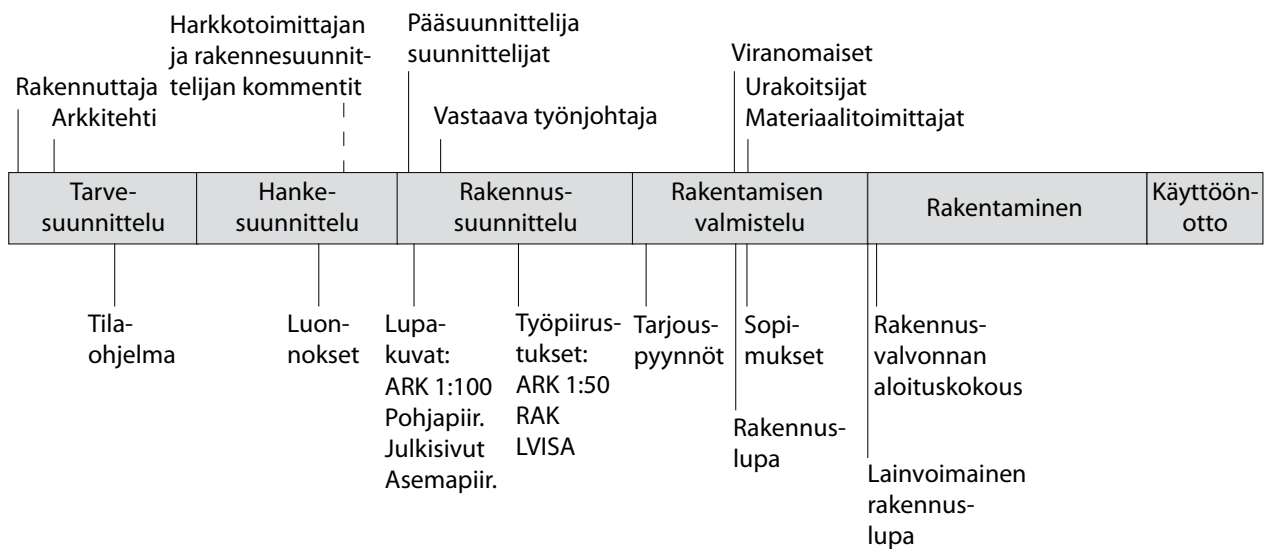 Harkkotoimittajan
ja rakennesuunnit-
telijan kommentit
Pääsuunnittelija
suunnittelijat
Viranomaiset
Rakennuttaja
Arkkitehti
Vastaava työnjohtaja
Urakoitsijat
Materiaalitoimittajat
Tarve-
suunnittelu
Hanke-
suunnittelu
Rakennus-
suunnittelu
Rakentamisen
valmistelu
Rakentaminen
Käyttöön-
otto
Tila-
ohjelma
Luon-
nokset
Lupa-
kuvat:
ARK 1:100
Pohjapiir.
Julkisivut
Asemapiir.
Työpiirus-
tukset:
ARK 1:50
RAK
LVISA
Tarjous-
pyynnöt
Sopi-
mukset
Rakennus-
lupa
Rakennus-
valvonnan
aloituskokous
Lainvoimainen
rakennus-
lupa